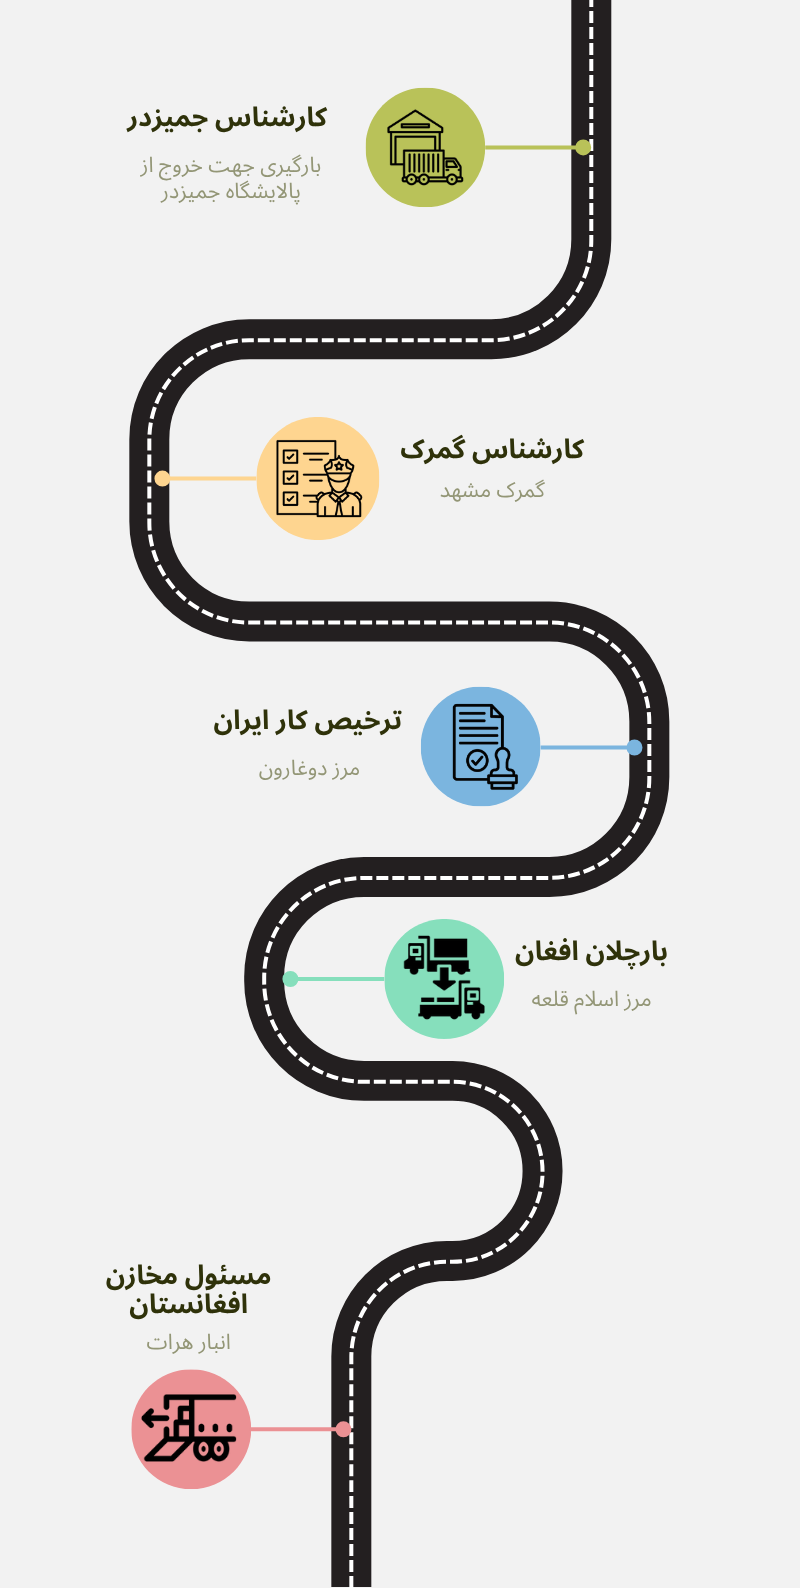 کارشناس جمیزدر
بارگیری جهت خروج از
پالایشگاه جمیزدر
کارشناس گمرک
گمرک مشهد
ترخیص کار ایران
مرز دوغارون
بارچلان افغان
مرز اسلام قلعه
مسئول مخازن
افغانستان
انبار هرات